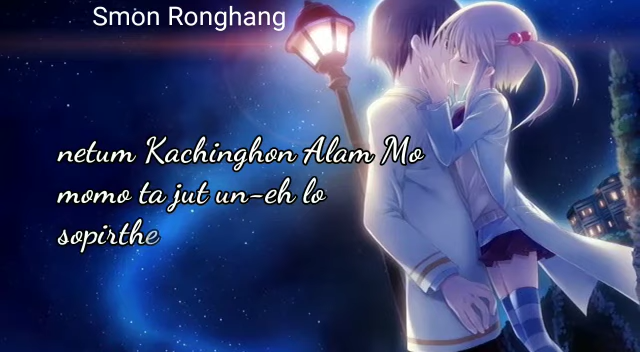 Smon Ronghang
netum Kachinghon Alam Mo
momo ta jut un-eh lo
sopirthe